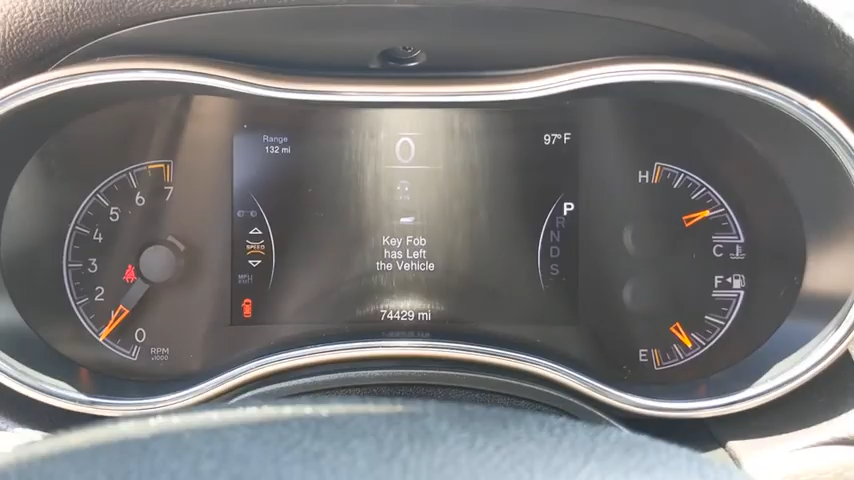 Range
132 mi
0
97° F
7
6
5
4
3
2
0
RPM
x1000
SPEED
Key Fob
has Left
the Vehicle
74429 mi
P
R
N
D
S
H
C
F
E